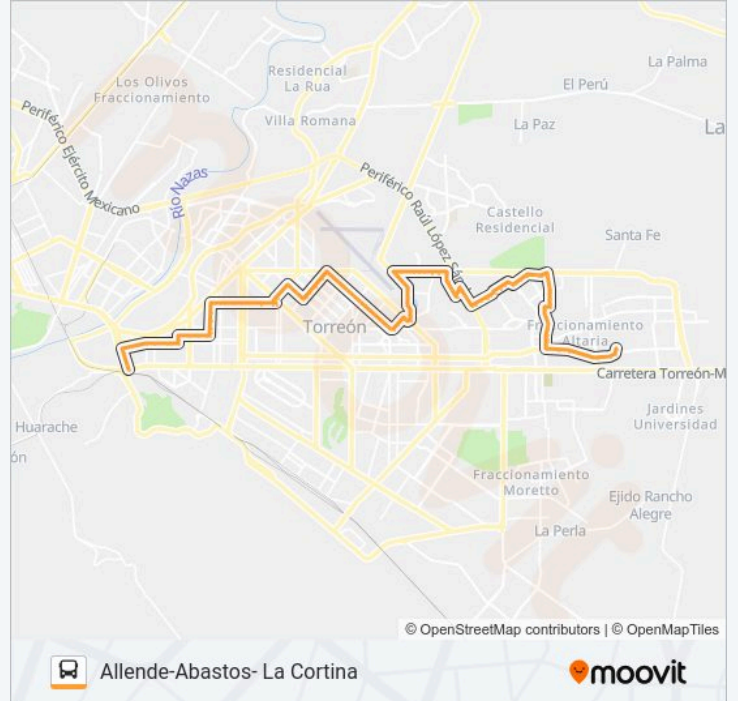 La Palma
Residencial
La Rua
Los Olivos
Fraccionamiento
El Perú
La Paz
La
Villa Romana
Periférico Ejército Mexicano
Río Nazas
Periférico Raúl López Sán
Castello
Residencial
Santa Fe
Torreón
Fraccionamiento
Altaria
Carretera Torreón-M
Jardines
Universidad
Huarache
ón
Fraccionamiento
Moretto
Ejido Rancho
Alegre
La Perla
© OpenStreetMap contributors | © OpenMapTiles
Allende-Abastos- La Cortina
moovit